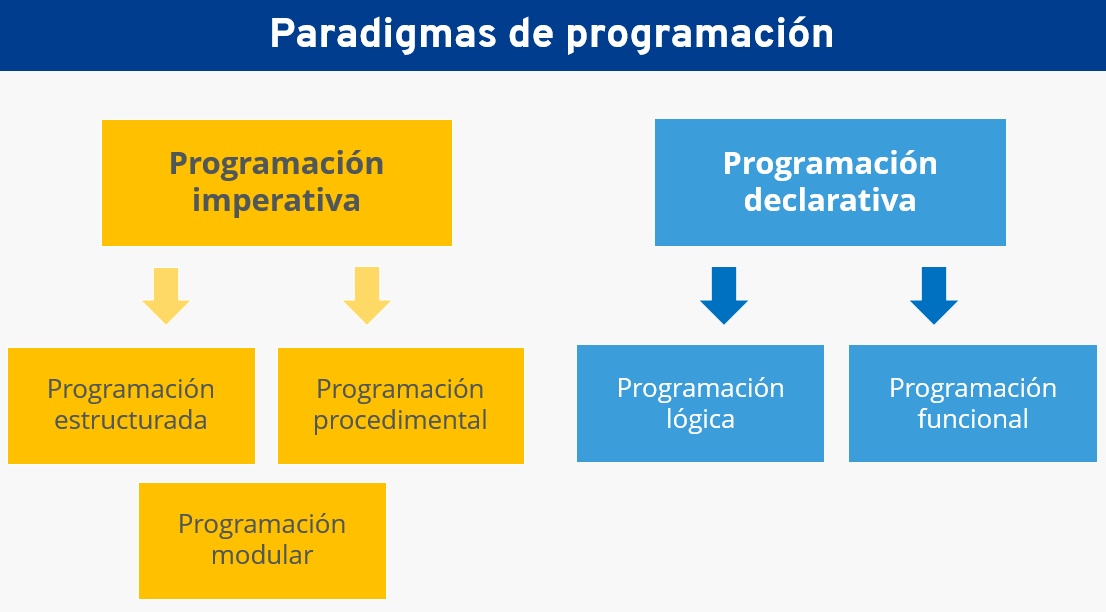 Paradigmas de programación
Programación
imperativa
Programación
declarativa
Programación
estructurada
Programación
procedimental
Programación
lógica
Programación
funcional
Programación
modular